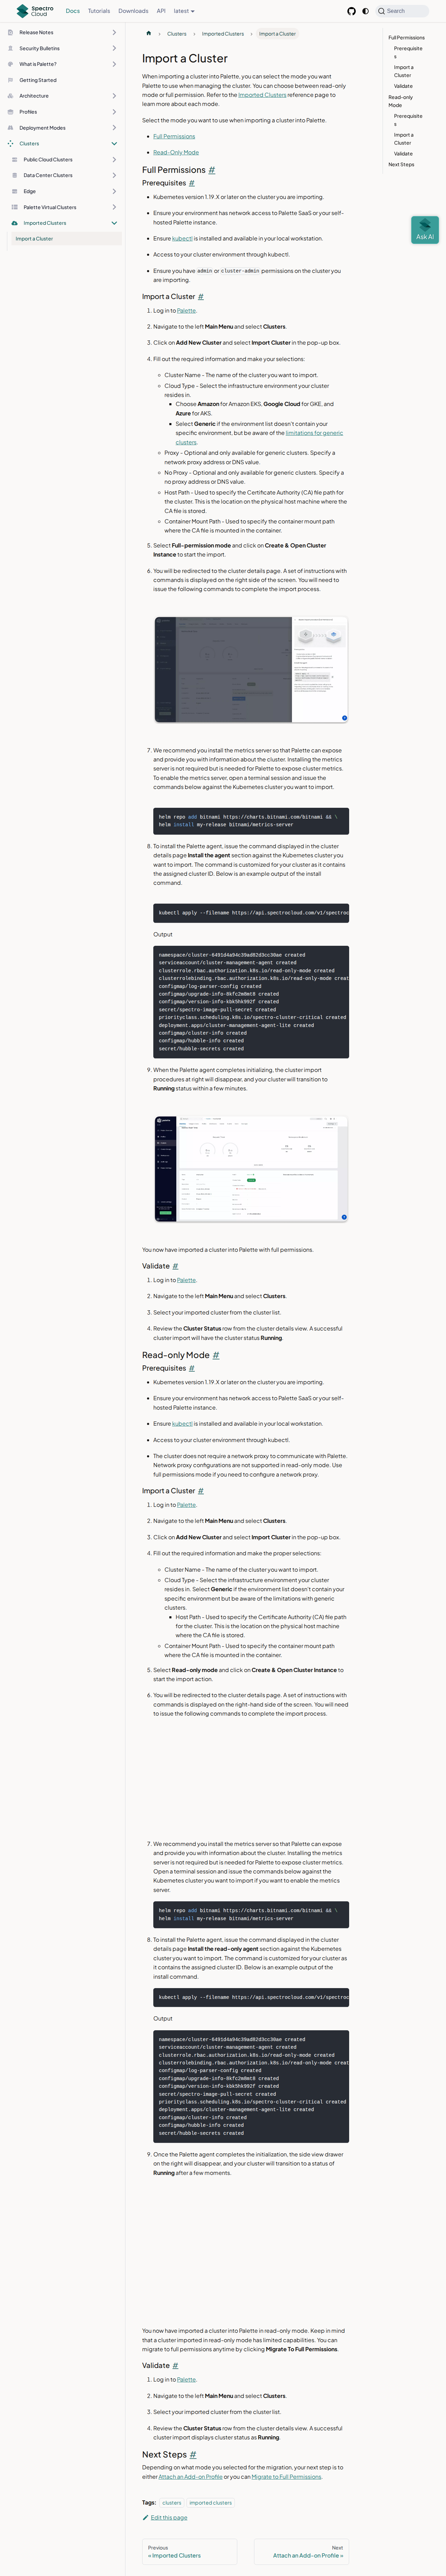 Spectro Cloud
Docs
Tutorials
Downloads
API
latest
Search
Release Notes
Security Bulletins
What is Palette?
Getting Started
Architecture
Profiles
Deployment Modes
Clusters
Public Cloud Clusters
Data Center Clusters
Edge
Palette Virtual Clusters
Imported Clusters
Import a Cluster
Clusters > Imported Clusters > Import a Cluster
Import a Cluster
When importing a cluster into Palette, you can select the mode you want
Palette to use when managing the cluster. You can choose between read-only
mode or full permission. Refer to the Imported Clusters reference page to
learn more about each mode.
Select the mode you want to use when importing a cluster into Palette.
Full Permissions
Read-Only Mode
Full Permissions #
Prerequisites #
Kubernetes version 1.19.X or later on the cluster you are importing.
Ensure your environment has network access to Palette SaaS or your self-
hosted Palette instance.
Ensure kubectl is installed and available in your local workstation.
Access to your cluster environment through kubectl.
Ensure you have admin or cluster-admin permissions on the cluster you
are importing.
Import a Cluster #
1. Log in to Palette.
2. Navigate to the left Main Menu and select Clusters.
3. Click on Add New Cluster and select Import Cluster in the pop-up box.
4. Fill out the required information and make your selections:
Cluster Name - The name of the cluster you want to import.
Cloud Type - Select the infrastructure environment your cluster
resides in.
Choose Amazon for Amazon EKS, Google Cloud for GKE, and
Azure for AKS.
Select Generic if the environment list doesn't contain your
specific environment, but be aware of the limitations for generic
clusters.
Proxy - Optional and only available for generic clusters. Specify a
network proxy address or DNS value.
No Proxy - Optional and only available for generic clusters. Specify a
no proxy address or DNS value.
Host Path - Used to specify the Certificate Authority (CA) file path for
the cluster. This is the location on the physical host machine where the
CA file is stored.
Container Mount Path - Used to specify the container mount path
where the CA file is mounted in the container.
5. Select Full-permission mode and click on Create & Open Cluster
Instance to start the import.
6. You will be redirected to the cluster details page. A set of instructions with
commands is displayed on the right side of the screen. You will need to
issue the following commands to complete the import process.
7. We recommend you install the metrics server so that Palette can expose
and provide you with information about the cluster. Installing the metrics
server is not required but is needed for Palette to expose cluster metrics.
To enable the metrics server, open a terminal session and issue the
commands against the Kubernetes cluster you want to import.
helm repo add bitnami https://charts.bitnami.com/bitnami && \
helm install my-release bitnami/metrics-server
8. To install the Palette agent, issue the command displayed in the cluster
details page Install the agent section against the Kubernetes cluster you
want to import. The command is customized for your cluster as it contains
the assigned cluster ID. Below is an example output of the install
command.
kubectl apply --filename https://api.spectrocloud.com/v1/spectroc
Output
namespace/cluster-6491d4a94c39ad82d3cc30ae created
serviceaccount/cluster-management-agent created
clusterrole.rbac.authorization.k8s.io/read-only-mode created
clusterrolebinding.rbac.authorization.k8s.io/read-only-mode creat
configmap/log-parser-config created
configmap/upgrade-info-8kfc2m8mt8 created
configmap/version-info-kbk5hk992f created
secret/spectro-image-pull-secret created
priorityclass.scheduling.k8s.io/spectro-cluster-critical created
deployment.apps/cluster-management-agent-lite created
configmap/cluster-info created
configmap/hubble-info created
secret/hubble-secrets created
9. When the Palette agent completes initializing, the cluster import
procedures at right will disappear, and your cluster will transition to
Running status within a few minutes.
You now have imported a cluster into Palette with full permissions.
Validate #
1. Log in to Palette.
2. Navigate to the left Main Menu and select Clusters.
3. Select your imported cluster from the cluster list.
4. Review the Cluster Status row from the cluster details view. A successful
cluster import will have the cluster status Running.
Read-only Mode #
Prerequisites #
Kubernetes version 1.19.X or later on the cluster you are importing.
Ensure your environment has network access to Palette SaaS or your self-
hosted Palette instance.
Ensure kubectl is installed and available in your local workstation.
Access to your cluster environment through kubectl.
The cluster does not require a network proxy to communicate with Palette.
Network proxy configurations are not supported in read-only mode. Use
full permissions mode if you need to configure a network proxy.
Import a Cluster #
1. Log in to Palette.
2. Navigate to the left Main Menu and select Clusters.
3. Click on Add New Cluster and select Import Cluster in the pop-up box.
4. Fill out the required information and make the proper selections:
Cluster Name - The name of the cluster you want to import.
Cloud Type - Select the infrastructure environment your cluster
resides in. Select Generic if the environment list doesn't contain your
specific environment but be aware of the limitations with generic
clusters.
Host Path - Used to specify the Certificate Authority (CA) file path
for the cluster. This is the location on the physical host machine
where the CA file is stored.
Container Mount Path - Used to specify the container mount path
where the CA file is mounted in the container.
5. Select Read-only mode and click on Create & Open Cluster Instance to
start the import action.
6. You will be redirected to the cluster details page. A set of instructions with
commands is displayed on the right-hand side of the screen. You will need
to issue the following commands to complete the import process.
7. We recommend you install the metrics server so that Palette can expose
and provide you with information about the cluster. Installing the metrics
server is not required but is needed for Palette to expose cluster metrics.
Open a terminal session and issue the commands below against the
Kubernetes cluster you want to import if you want to enable the metrics
server.
helm repo add bitnami https://charts.bitnami.com/bitnami && \
helm install my-release bitnami/metrics-server
8. To install the Palette agent, issue the command displayed in the cluster
details page Install the read-only agent section against the Kubernetes
cluster you want to import. The command is customized for your cluster as
it contains the assigned cluster ID. Below is an example output of the
install command.
kubectl apply --filename https://api.spectrocloud.com/v1/spectroc
Output
namespace/cluster-6491d4a94c39ad82d3cc30ae created
serviceaccount/cluster-management-agent created
clusterrole.rbac.authorization.k8s.io/read-only-mode created
clusterrolebinding.rbac.authorization.k8s.io/read-only-mode creat
configmap/log-parser-config created
configmap/upgrade-info-8kfc2m8mt8 created
configmap/version-info-kbk5hk992f created
secret/spectro-image-pull-secret created
priorityclass.scheduling.k8s.io/spectro-cluster-critical created
deployment.apps/cluster-management-agent-lite created
configmap/cluster-info created
configmap/hubble-info created
secret/hubble-secrets created
9. Once the Palette agent completes the initialization, the side view drawer
on the right will disappear, and your cluster will transition to a status of
Running after a few moments.
You now have imported a cluster into Palette in read-only mode. Keep in mind
that a cluster imported in read-only mode has limited capabilities. You can
migrate to full permissions anytime by clicking Migrate To Full Permissions.
Validate #
1. Log in to Palette.
2. Navigate to the left Main Menu and select Clusters.
3. Select your imported cluster from the cluster list.
4. Review the Cluster Status row from the cluster details view. A successful
cluster import displays cluster status as Running.
Next Steps #
Depending on what mode you selected for the migration, your next step is to
either Attach an Add-on Profile or you can Migrate to Full Permissions.
Tags: clusters imported clusters
Edit this page
Previous
« Imported Clusters
Next
Attach an Add-on Profile »
Full Permissions
Prerequisite
s
Import a
Cluster
Validate
Read-only
Mode
Prerequisite
s
Import a
Cluster
Validate
Next Steps
Ask AI